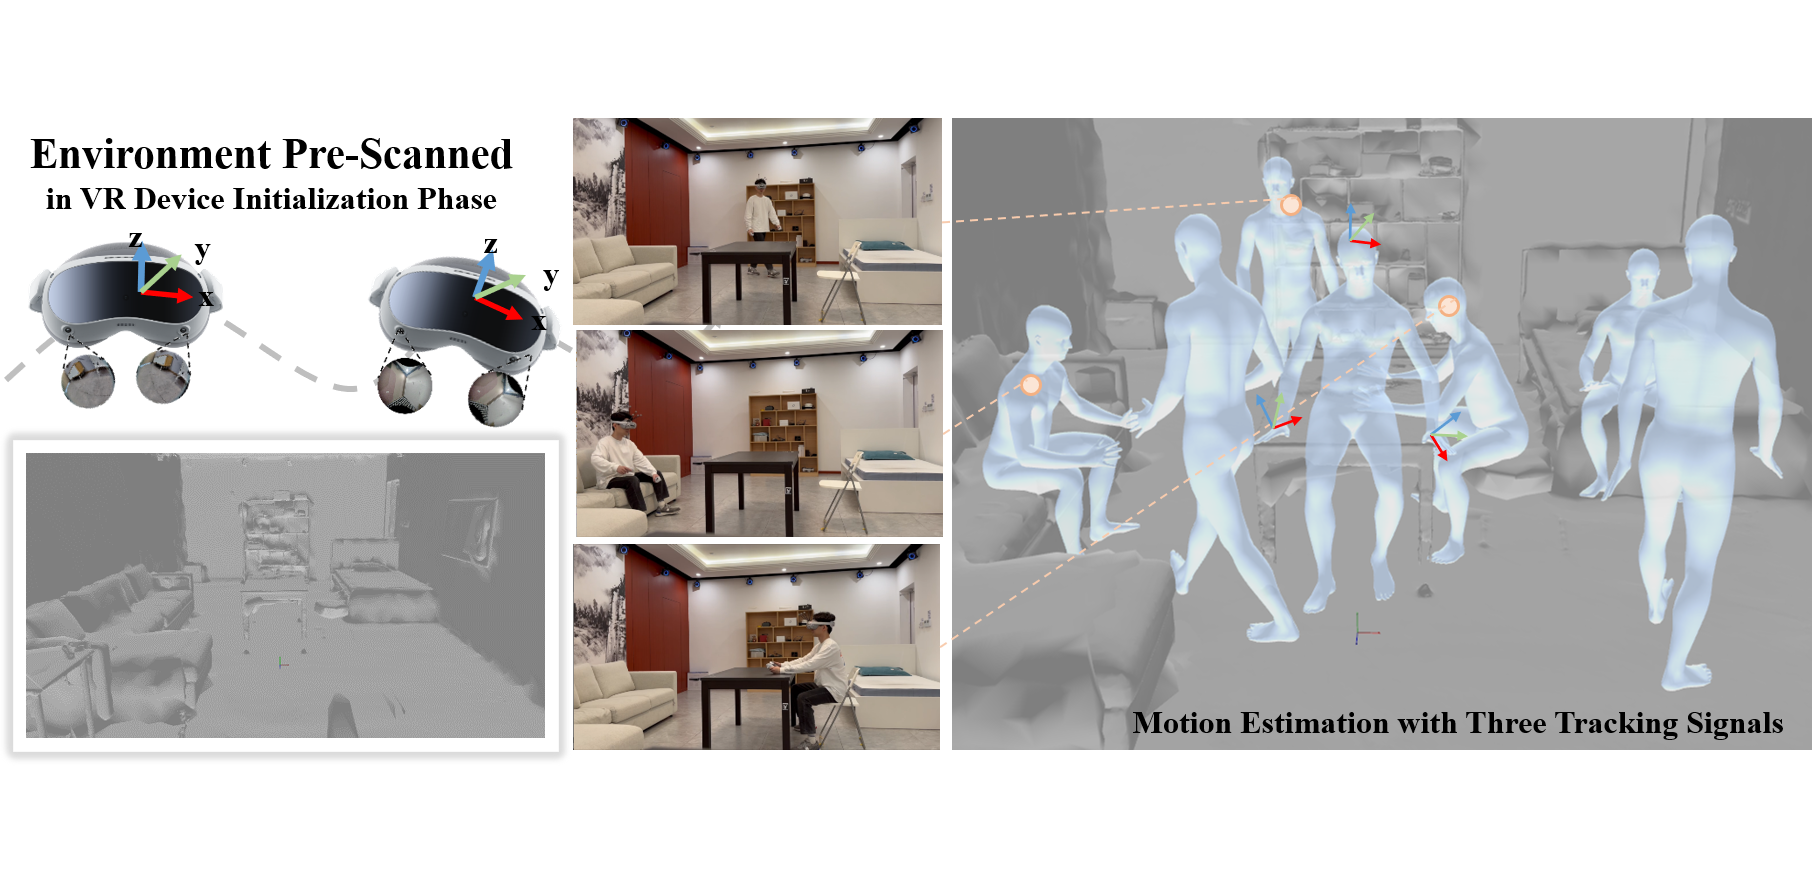 Environment Pre-Scanned
in VR Device Initialization Phase
z
y
x
z
y
x
Motion Estimation with Three Tracking Signals